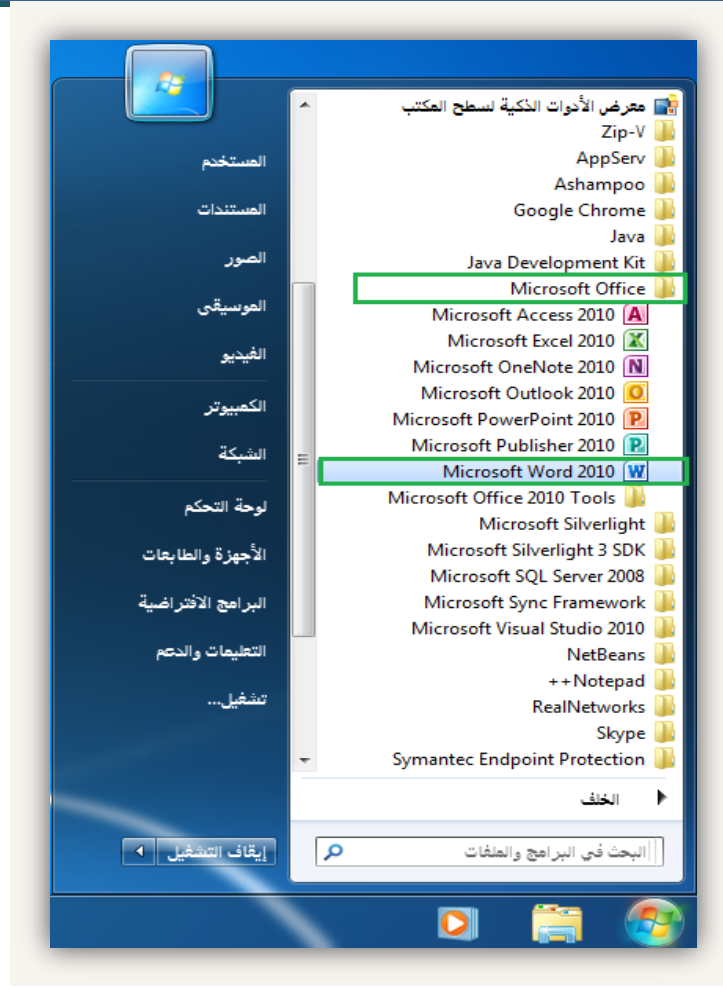 معرض الأدوات الذكية لسطح المكتب
Zip-V
AppServ
Ashampoo
Google Chrome
Java
Java Development Kit
Microsoft Office
Microsoft Access 2010
Microsoft Excel 2010
Microsoft OneNote 2010
Microsoft Outlook 2010
Microsoft PowerPoint 2010
Microsoft Publisher 2010
Microsoft Word 2010
Microsoft Office 2010 Tools
Microsoft Silverlight
Microsoft Silverlight 3 SDK
Microsoft SQL Server 2008
Microsoft Sync Framework
Microsoft Visual Studio 2010
NetBeans
++Notepad
RealNetworks
Skype
Symantec Endpoint Protection
الخلف
البحث في البرامج والملفات
المستخدم
المستندات
الصور
الموسيقى
الفيديو
الكمبيوتر
الشبكة
لوحة التحكم
الأجهزة والطابعات
البرامج الافتراضية
التعليمات والدعم
تشغيل...
إيقاف التشغيل